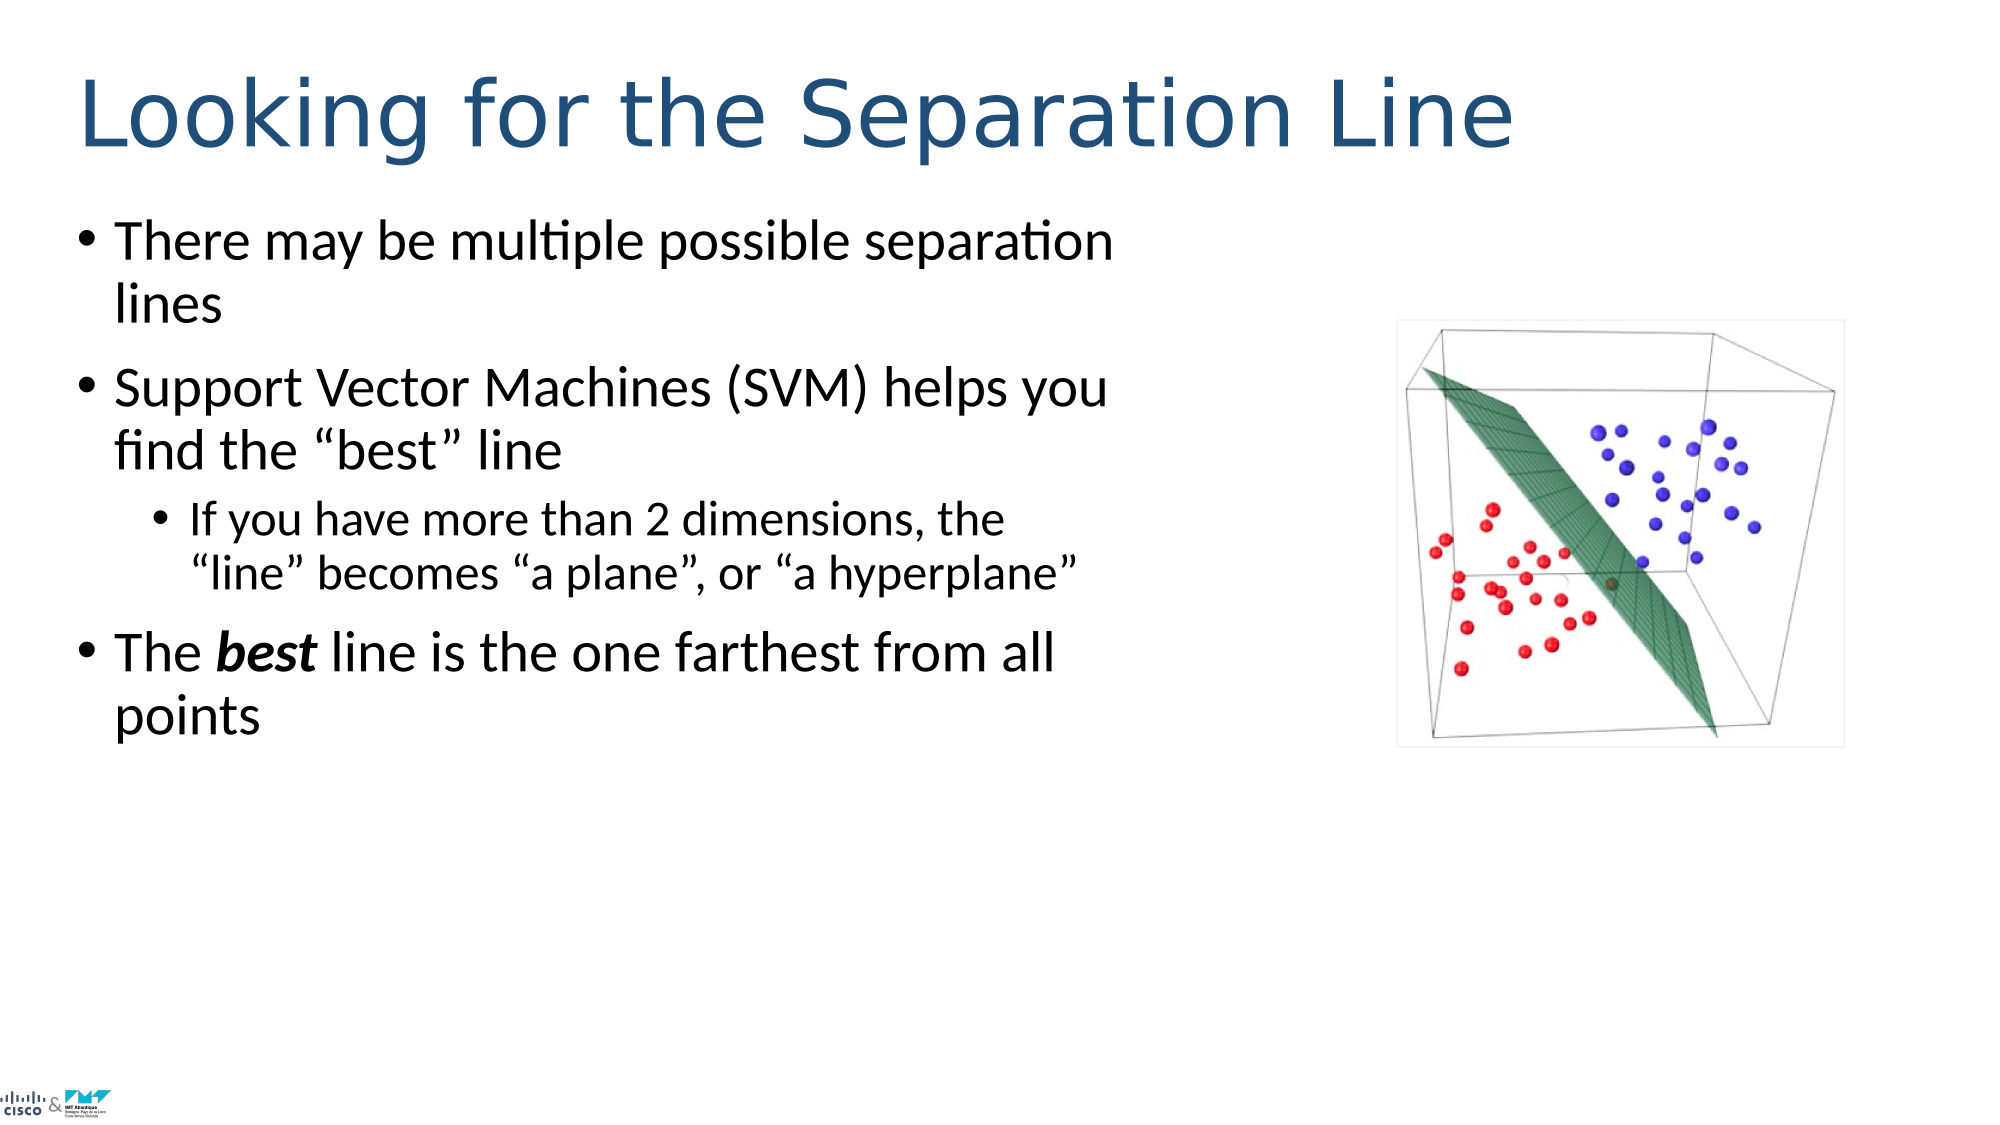 Looking for the Separation Line
• There may be multiple possible separation
lines
• Support Vector Machines (SVM) helps you
find the “best” line
• If you have more than 2 dimensions, the
“line” becomes “a plane”, or “a hyperplane”
• The best line is the one farthest from all
points
CISCO & IMT Atlantique